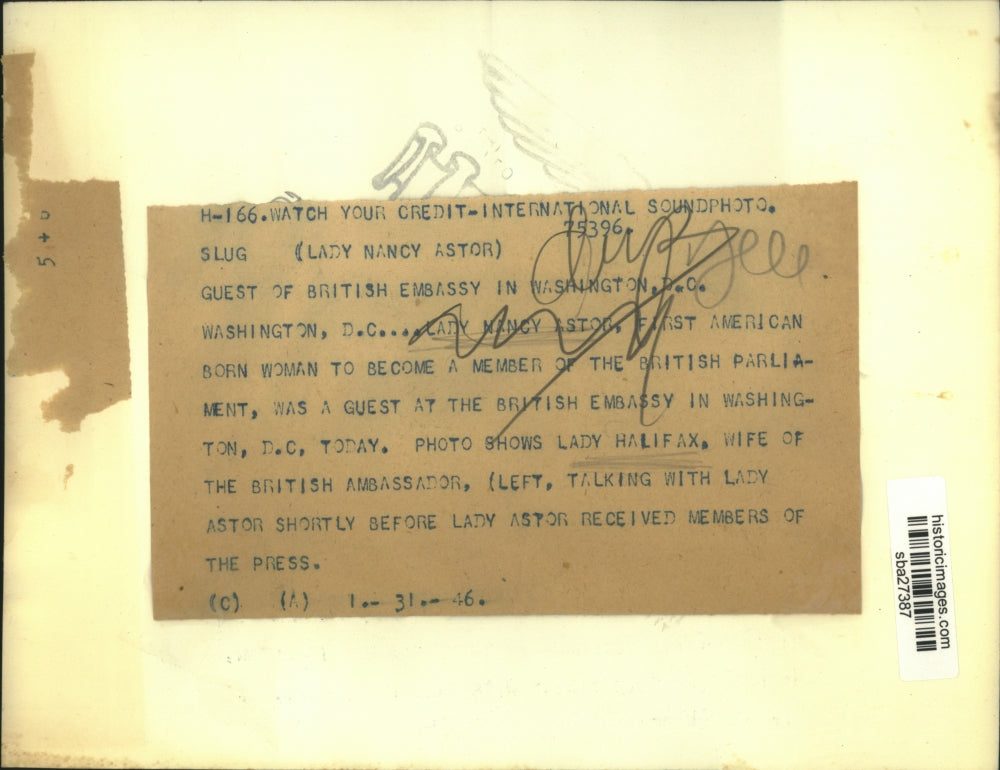 H-166.WATCH YOUR CREDIT-INTERNATIONAL SOUNDPHOTO.
75396.
SLUG (LADY NANCY ASTOR)
GUEST OF BRITISH EMBASSY IN WASHINGTON,D.C.
WASHINGTON, D.C....LADY NANCY ASTOR, FIRST AMERICAN
BORN WOMAN TO BECOME A MEMBER OF THE BRITISH PARLIA-
MENT, WAS A GUEST AT THE BRITISH EMBASSY IN WASHING-
TON, D.C, TODAY. PHOTO SHOWS LADY HALIFAX, WIFE OF
THE BRITISH AMBASSADOR, (LEFT, TALKING WITH LADY
ASTOR SHORTLY BEFORE LADY ASTOR RECEIVED MEMBERS OF
THE PRESS.
(C) (A) 1.- 31.- 46.
historicimages.com
sba27387